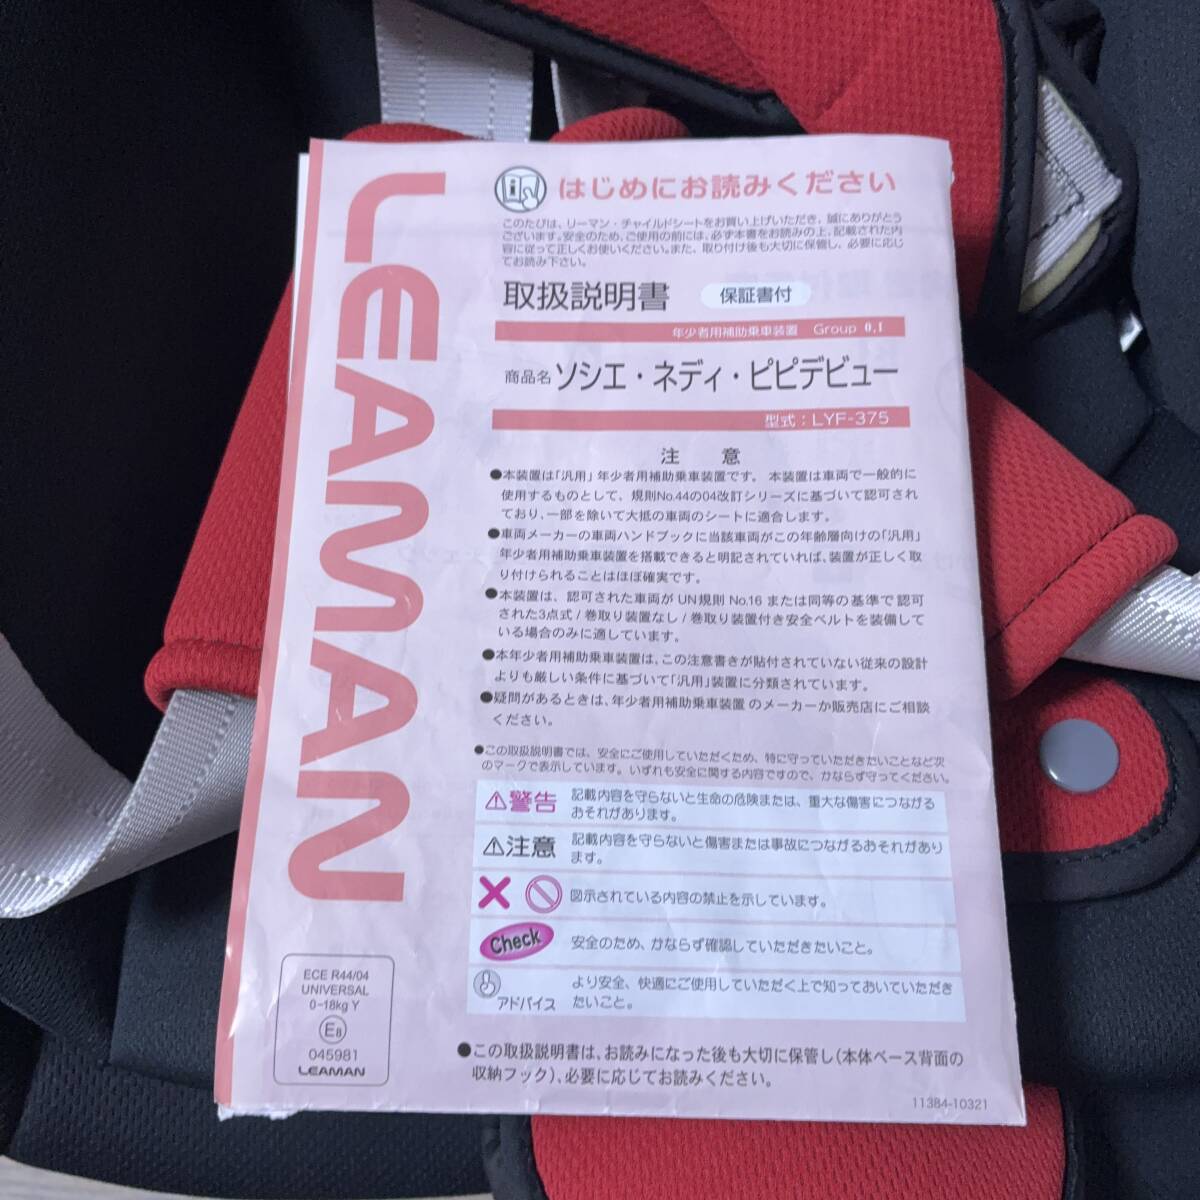 LEAMAN
はじめにお読みください
このたびは、リーマン・チャイルドシートをお買い上げいただき、誠にありがとう
ございます。安全のため、ご使用の前には、必ず本書をお読みの上、記載された内
容に従って正しくお使いください。また、取り付け後も大切に保管し、必要に応じ
てお読み下さい。
取扱説明書 保証書付
年少者用補助乗車装置 Group 0,1
商品名 ソシエ・ネディ・ピピデビュー
型式：LYF-375
注 意
●本装置は「汎用」年少者用補助乗車装置です。 本装置は車両で一般的に
使用するものとして、規則No.44の04改訂シリーズに基づいて認可され
ており、一部を除いて大抵の車両のシートに適合します。
●車両メーカーの車両ハンドブックに当該車両がこの年齢層向けの「汎用」
年少者用補助乗車装置を搭載できると明記されていれば、装置が正しく取
り付けられることはほぼ確実です。
●本装置は、認可された車両が UN規則 No.16 または同等の基準で認可
された3点式/巻取り装置なし/巻取り装置付き安全ベルトを装備して
いる場合のみに適しています。
●本年少者用補助乗車装置は、この注意書きが貼付されていない従来の設計
よりも厳しい条件に基づいて「汎用」装置に分類されています。
●疑問があるときは、年少者用補助乗車装置 のメーカーか販売店にご相談
ください。
●この取扱説明書では、安全にご使用していただくため、特に守っていただきたいことなど次
のマークで表示しています。いずれも安全に関する内容ですので、かならず守ってください。
⚠警告 記載内容を守らないと生命の危険または、重大な傷害につながる
おそれがあります。
⚠注意 記載内容を守らないと傷害または事故につながるおそれがあり
ます。
図示されている内容の禁止を示しています。
Check 安全のため、かならず確認していただきたいこと。
アドバイス より安全、快適にご使用していただく上で知っておいていただき
たいこと。
●この取扱説明書は、お読みになった後も大切に保管し(本体ベース背面の
収納フック)、必要に応じてお読みください。
ECE R44/04
UNIVERSAL
0-18kg Y
E8
045981
LEAMAN
11384-10321